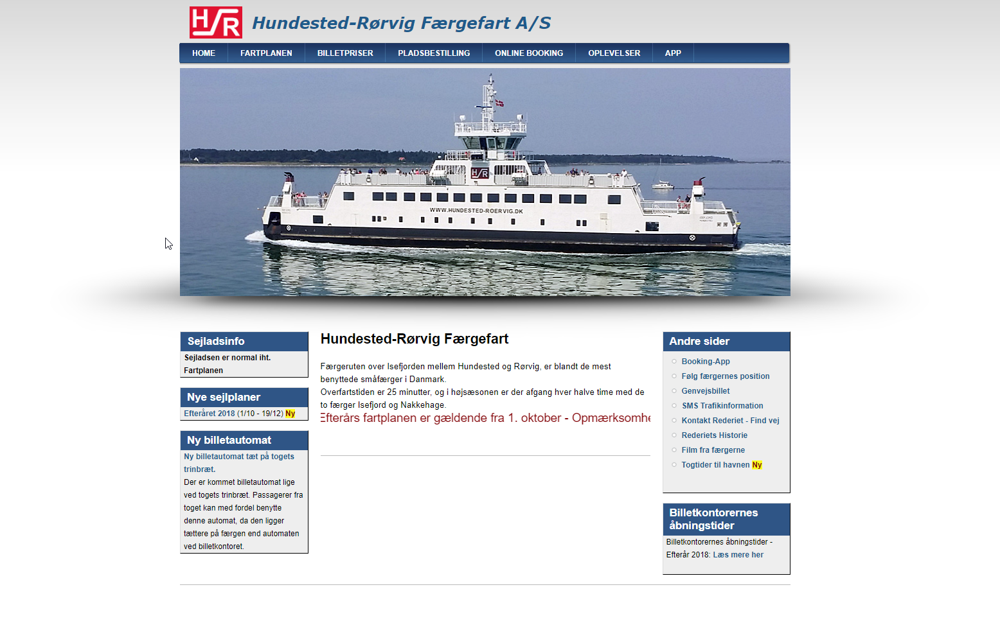 HSR
Hundested-Rørvig Færgefart A/S
HOME
FARTPLANEN
BILLETPRISER
PLADSBESTILLING
ONLINE BOOKING
OPLEVELSER
APP
HSR
WWW.HUNDESTED-ROERVIG.DK
Sejladsinfo
Sejladsen er normal iht.
Fartplanen
Nye sejlplaner
Efteråret 2018 (1/10 - 19/12) Ny
Ny billetautomat
Ny billetautomat tæt på togets
trinbræt.
Der er kommet billetautomat lige
ved togets trinbræt. Passagerer fra
toget kan med fordel benytte
denne automat, da den ligger
tættere på færgen end automaten
ved billetkontoret.
Hundested-Rørvig Færgefart
Færgeruten over Isefjorden mellem Hundested og Rørvig, er blandt de mest
benyttede småfærger i Danmark.
Overfartstiden er 25 minutter, og i højsæsonen er der afgang hver halve time med de
to færger Isefjord og Nakkehage.
Efterårs fartplanen er gældende fra 1. oktober - Opmærksomhe
Andre sider
Booking-App
Følg færgernes position
Genvejsbillet
SMS Trafikinformation
Kontakt Rederiet - Find vej
Rederiets Historie
Film fra færgerne
Togtider til havnen Ny
Billetkontorernes
åbningstider
Billetkontorernes åbningstider -
Efterår 2018: Læs mere her